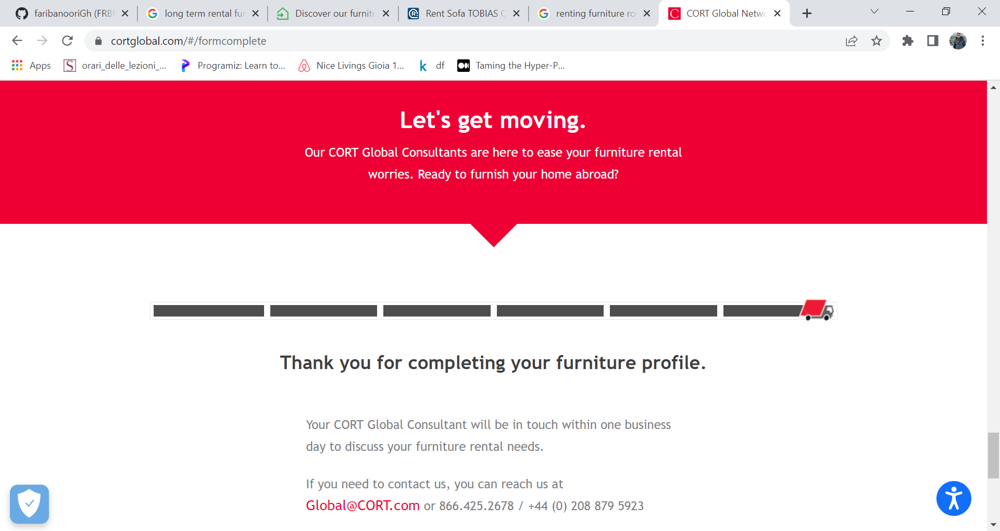 faribanooriGh (FRBN
long term rental fur
Discover our furnitu
Rent Sofa TOBIAS C
renting furniture ro
CORT Global Netwo
cortglobal.com/#/formcomplete
Apps
orari_delle_lezioni_...
Programiz: Learn to...
Nice Livings Gioia 1...
df
Taming the Hyper-P...
Let's get moving.
Our CORT Global Consultants are here to ease your furniture rental
worries. Ready to furnish your home abroad?
Thank you for completing your furniture profile.
Your CORT Global Consultant will be in touch within one business
day to discuss your furniture rental needs.
If you need to contact us, you can reach us at
Global@CORT.com or 866.425.2678 / +44 (0) 208 879 5923